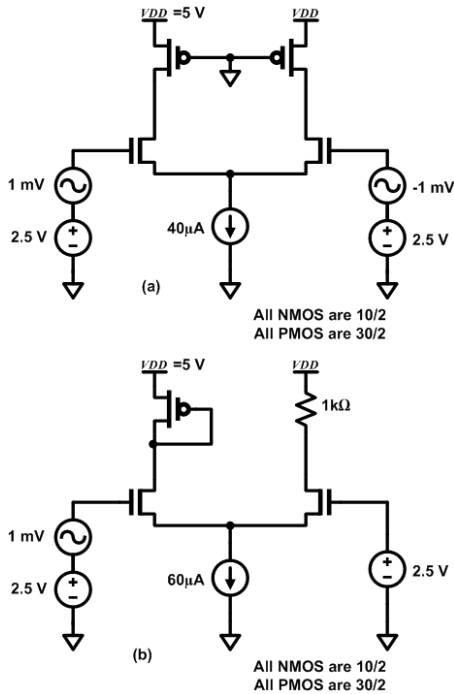 VDD VDD
=5 V
1 mV -1 mV
2.5 V 40μA 2.5 V
(a)
All NMOS are 10/2
All PMOS are 30/2
VDD =5 V VDD
1kΩ
1 mV
2.5 V 60μA 2.5 V
(b)
All NMOS are 10/2
All PMOS are 30/2